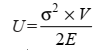 U = σ² × V / 2E